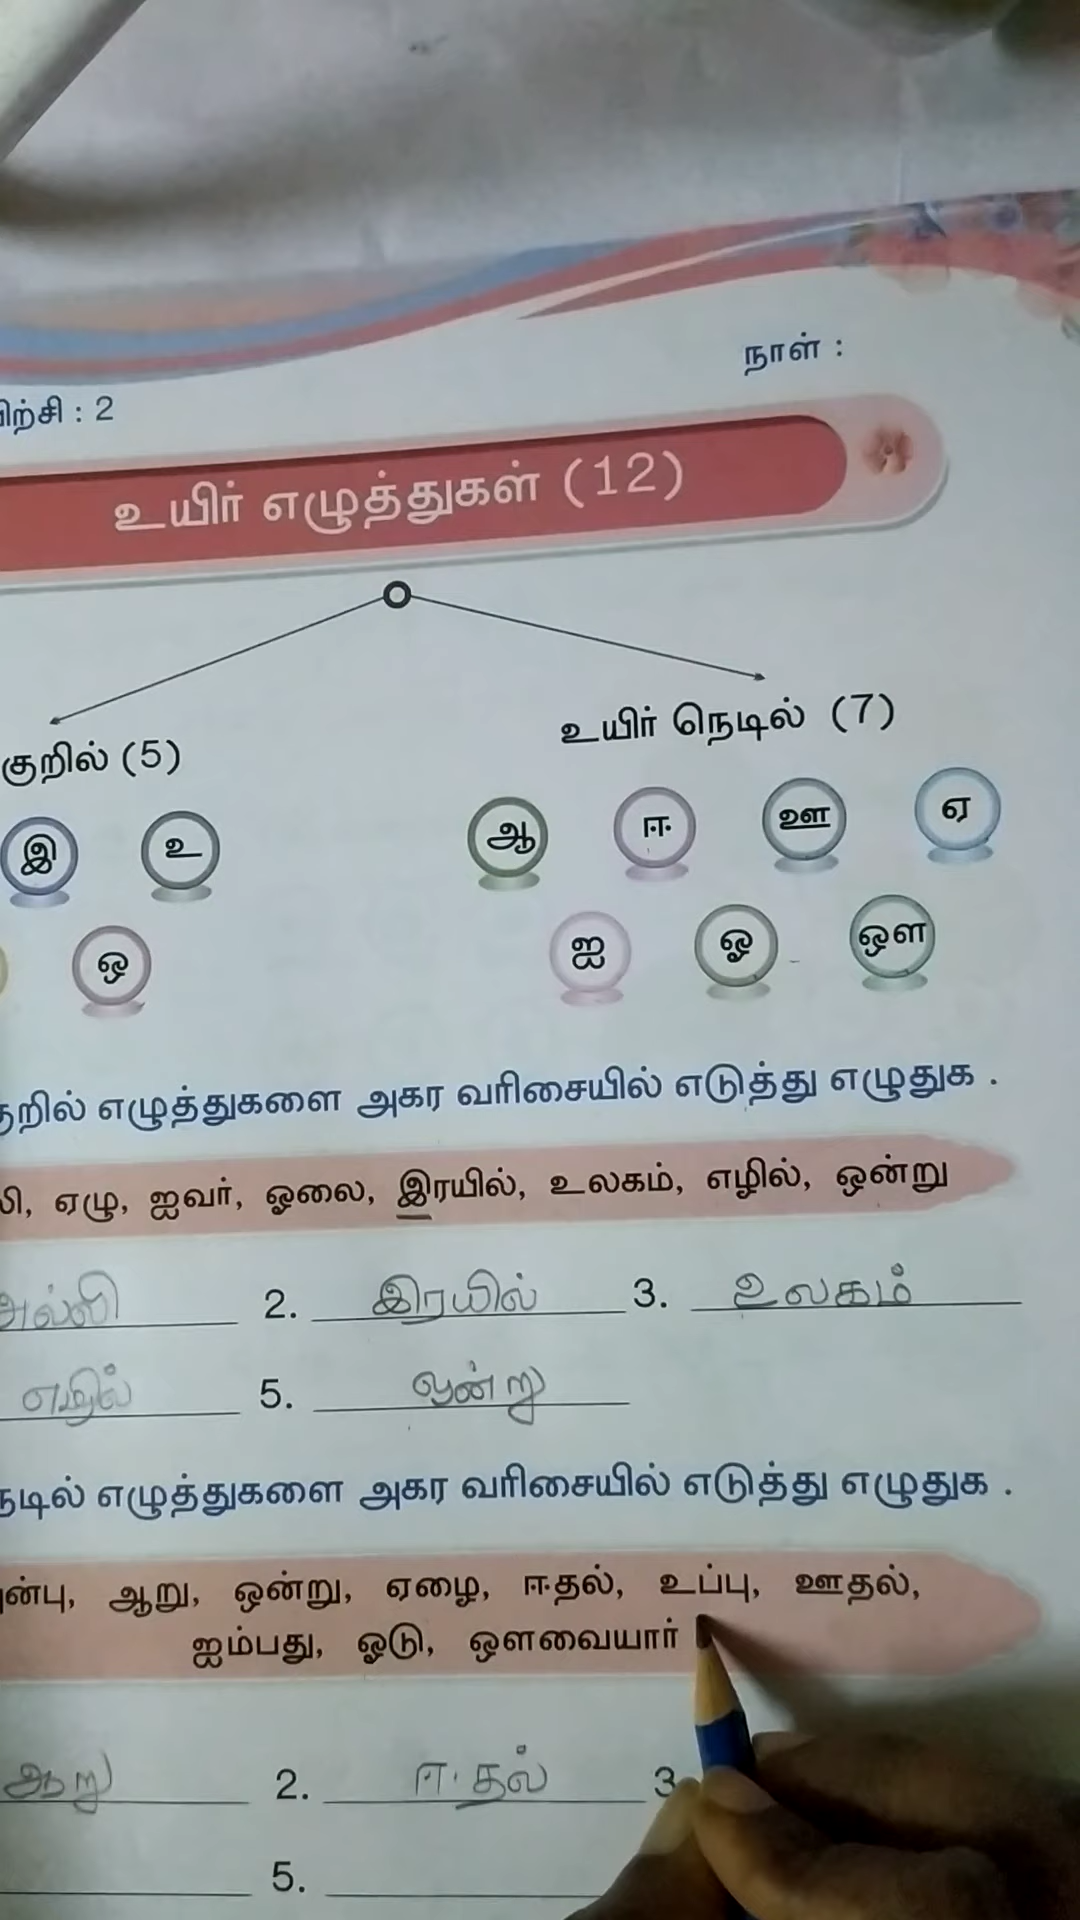 நாள் :
பிற்சி : 2
உயிர் எழுத்துகள் (12)
குறில் (5)
உயிர் நெடில் (7)
இ உ
ஆ ஈ ஊ ஏ
ஒ
ஐ ஓ ஔ
குறில் எழுத்துகளை அகர வரிசையில் எடுத்து எழுதுக .
லி, ஏழு, ஐவர், ஓலை, இரயில், உலகம், எழில், ஒன்று
அல்லி 2. இரயில் 3. உலகம்
எழில் 5. ஒன்று
நெடில் எழுத்துகளை அகர வரிசையில் எடுத்து எழுதுக .
ன்பு, ஆறு, ஒன்று, ஏழை, ஈதல், உப்பு, ஊதல்,
ஐம்பது, ஓடு, ஔவையார்
ஆறு 2. ஈதல் 3
5.